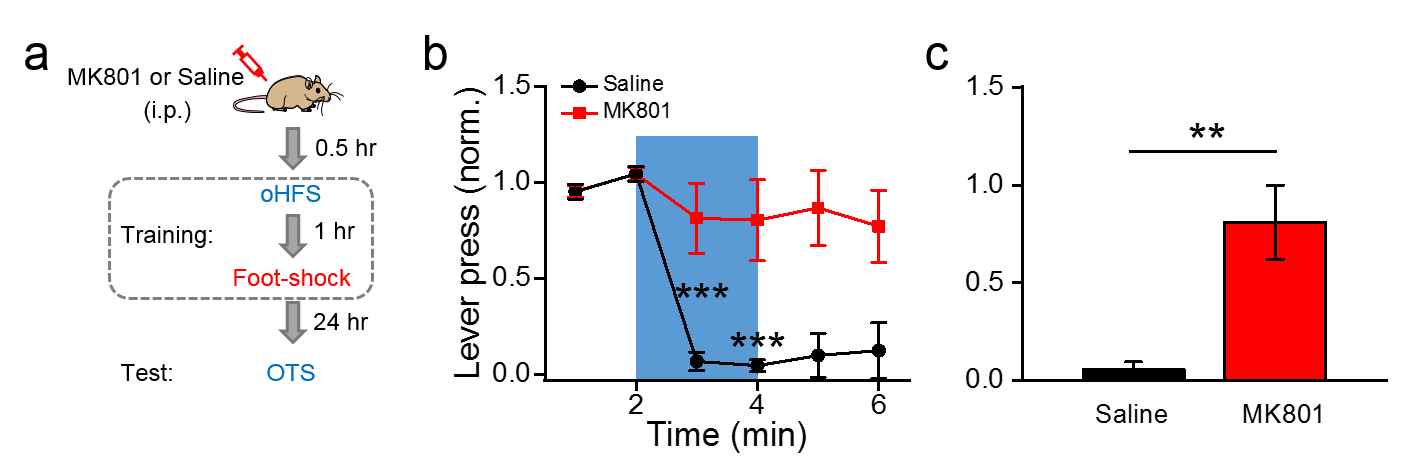 a
MK801 or Saline
(i.p.)
0.5 hr
oHFS
Training:
1 hr
Foot-shock
24 hr
Test:
OTS
b
Lever press (norm.)
1.5
1.0
0.5
0.0
Saline
MK801
***
***
2
4
6
Time (min)
c
1.5
1.0
0.5
0.0
**
Saline
MK801